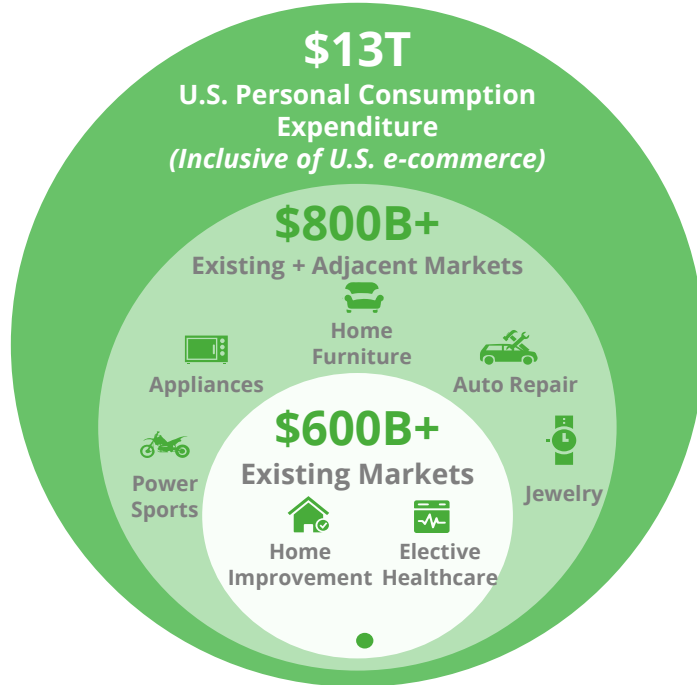 $13T
U.S. Personal Consumption
Expenditure
(Inclusive of U.S. e-commerce)
$800B+
Existing + Adjacent Markets
Home
Furniture
Appliances
Auto Repair
Power
Sports
Jewelry
$600B+
Existing Markets
Home
Improvement
Elective
Healthcare